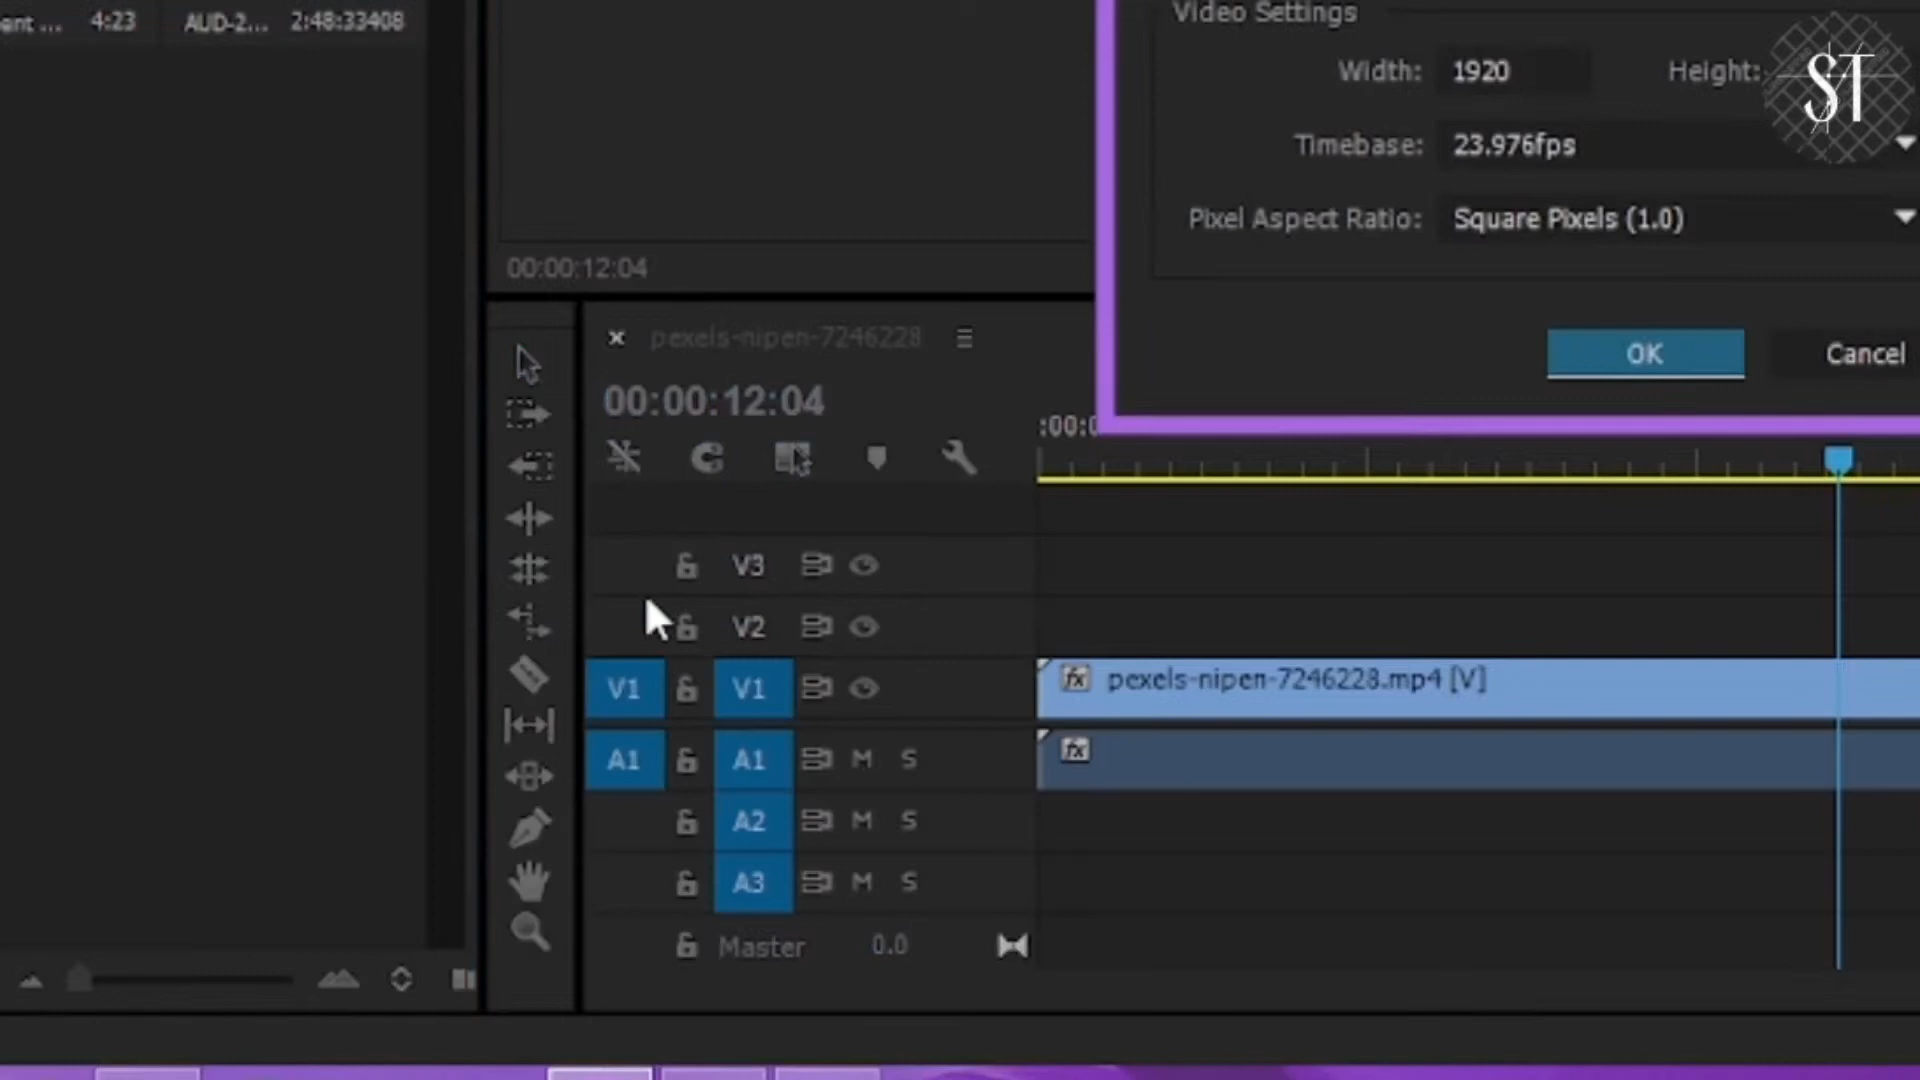 ent ... 4:23 AUD-2... 2:48:33408
Video Settings
Width: 1920 Height:
ST
Timebase: 23.976fps
Pixel Aspect Ratio: Square Pixels (1.0)
OK Cancel
00:00:12:04
× pexels-nipen-7246228
00:00:12:04
:00:0
V3
V2
V1 V1
fx pexels-nipen-7246228.mp4 [V]
A1 A1 M S
fx
A2 M S
A3 M S
Master 0.0